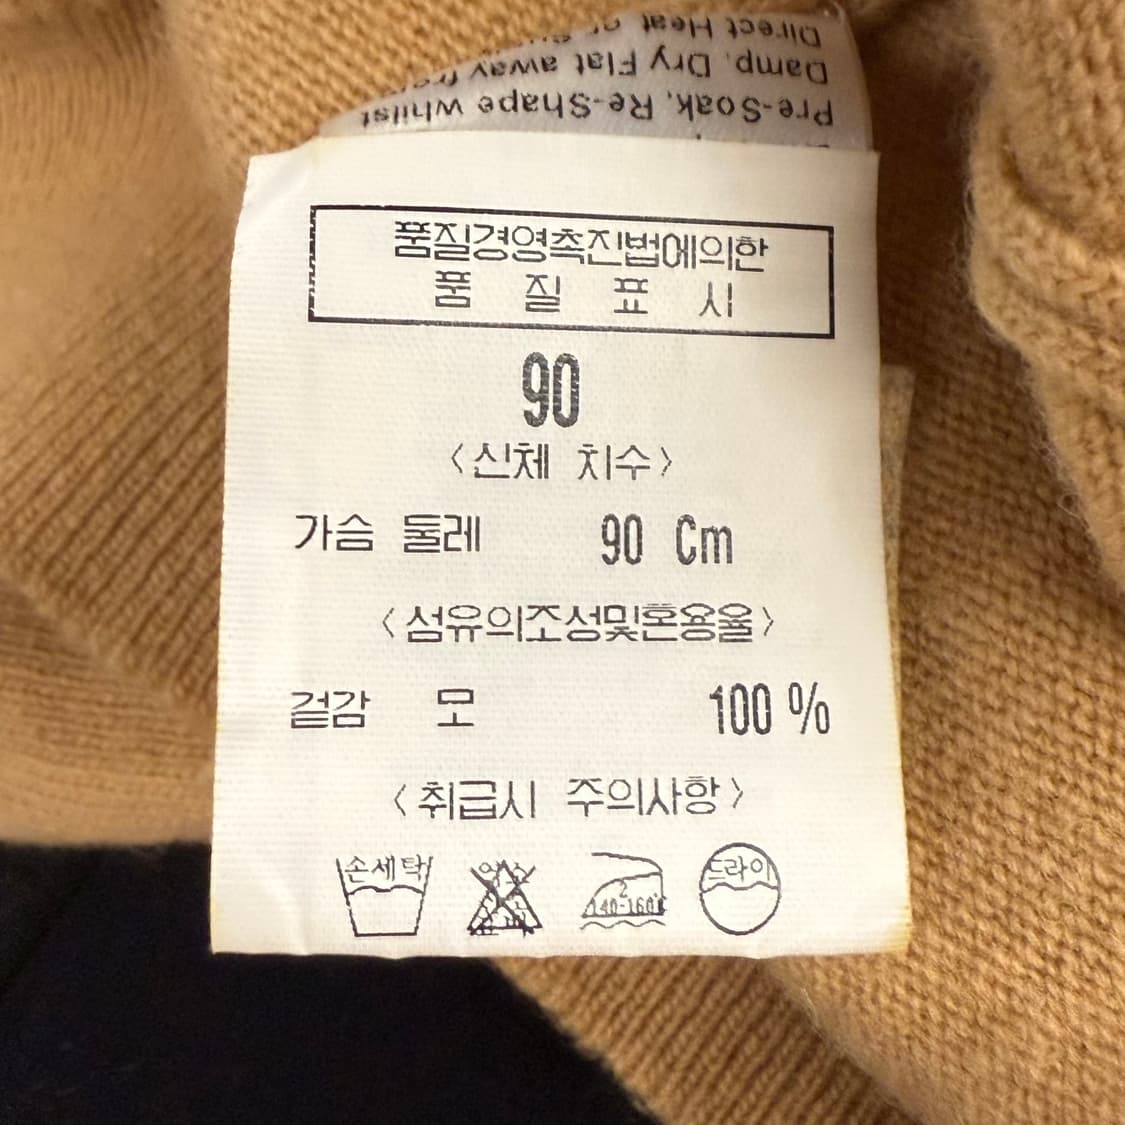 Pre-Soak, Re-Shape whilst
Damp, Dry Flat away
Direct Heat
품질경영촉진법에의한
품 질 표 시
90
〈신체 치수〉
가슴 둘레 90 Cm
〈섬유의조성및혼용율〉
겉감 모 100 %
〈취급시 주의사항〉
손세탁
2
140-160℃
드라이